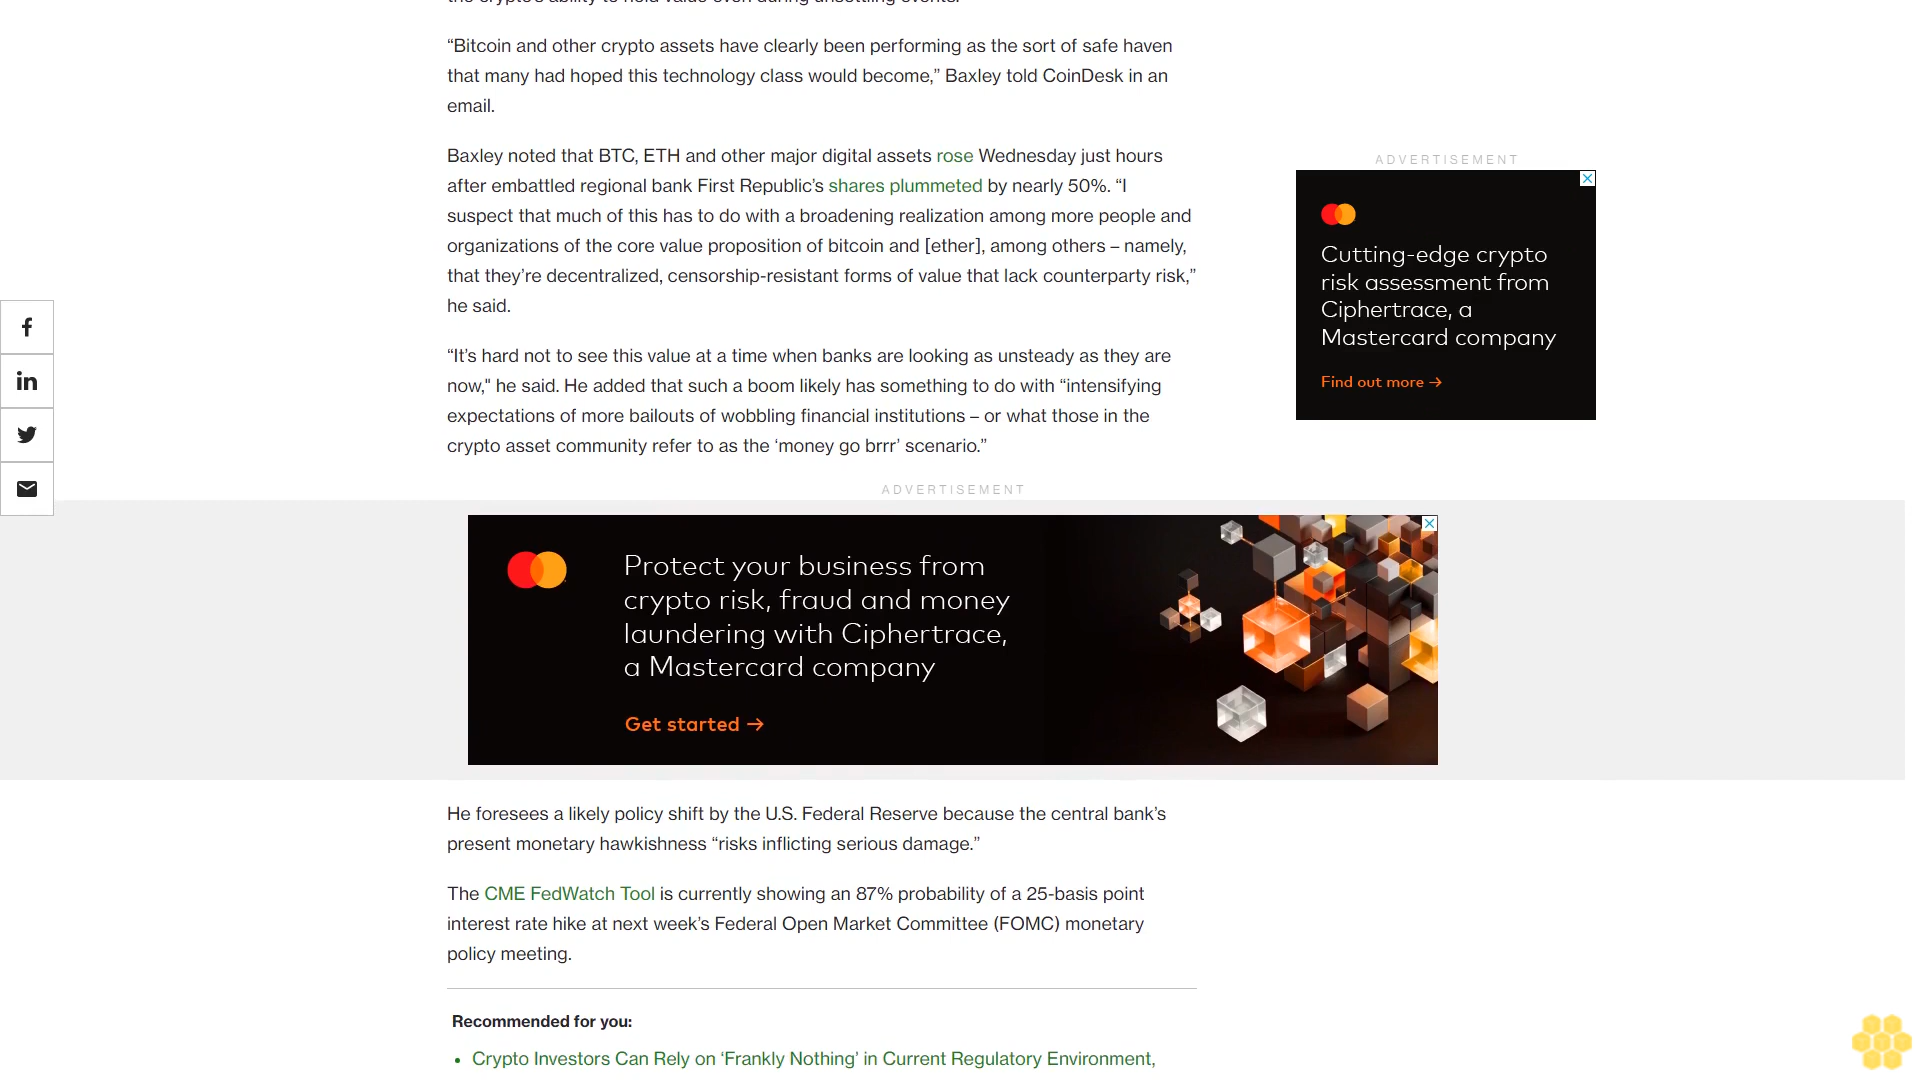 “Bitcoin and other crypto assets have clearly been performing as the sort of safe haven
that many had hoped this technology class would become,” Baxley told CoinDesk in an
email.
Baxley noted that BTC, ETH and other major digital assets rose Wednesday just hours
after embattled regional bank First Republic’s shares plummeted by nearly 50%. “I
suspect that much of this has to do with a broadening realization among more people and
organizations of the core value proposition of bitcoin and [ether], among others – namely,
that they’re decentralized, censorship-resistant forms of value that lack counterparty risk,”
he said.
“It’s hard not to see this value at a time when banks are looking as unsteady as they are
now," he said. He added that such a boom likely has something to do with “intensifying
expectations of more bailouts of wobbling financial institutions – or what those in the
crypto asset community refer to as the ‘money go brrr’ scenario.”
ADVERTISEMENT
Cutting-edge crypto
risk assessment from
Ciphertrace, a
Mastercard company
Find out more →
ADVERTISEMENT
Protect your business from
crypto risk, fraud and money
laundering with Ciphertrace,
a Mastercard company
Get started →
He foresees a likely policy shift by the U.S. Federal Reserve because the central bank’s
present monetary hawkishness “risks inflicting serious damage.”
The CME FedWatch Tool is currently showing an 87% probability of a 25-basis point
interest rate hike at next week’s Federal Open Market Committee (FOMC) monetary
policy meeting.
Recommended for you:
• Crypto Investors Can Rely on ‘Frankly Nothing’ in Current Regulatory Environment,